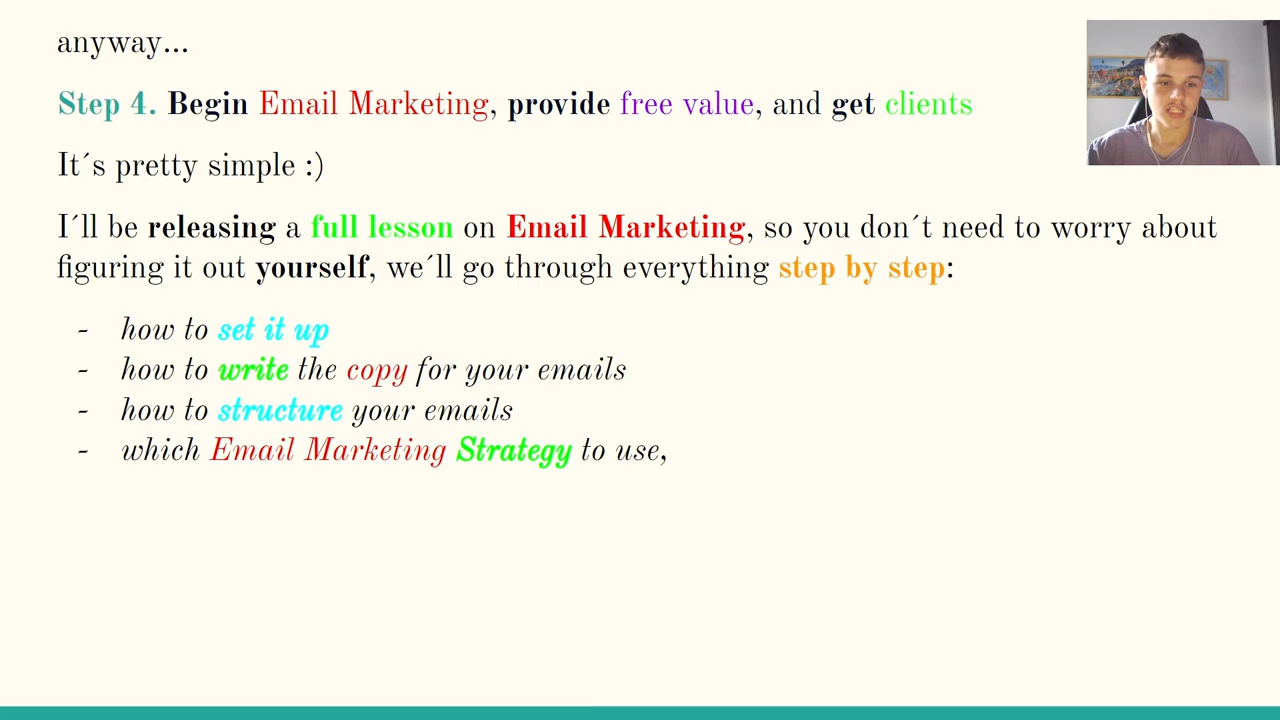 anyway...
Step 4. Begin Email Marketing, provide free value, and get clients
It´s pretty simple :)
I´ll be releasing a full lesson on Email Marketing, so you don´t need to worry about
figuring it out yourself, we´ll go through everything step by step:
- how to set it up
- how to write the copy for your emails
- how to structure your emails
- which Email Marketing Strategy to use,